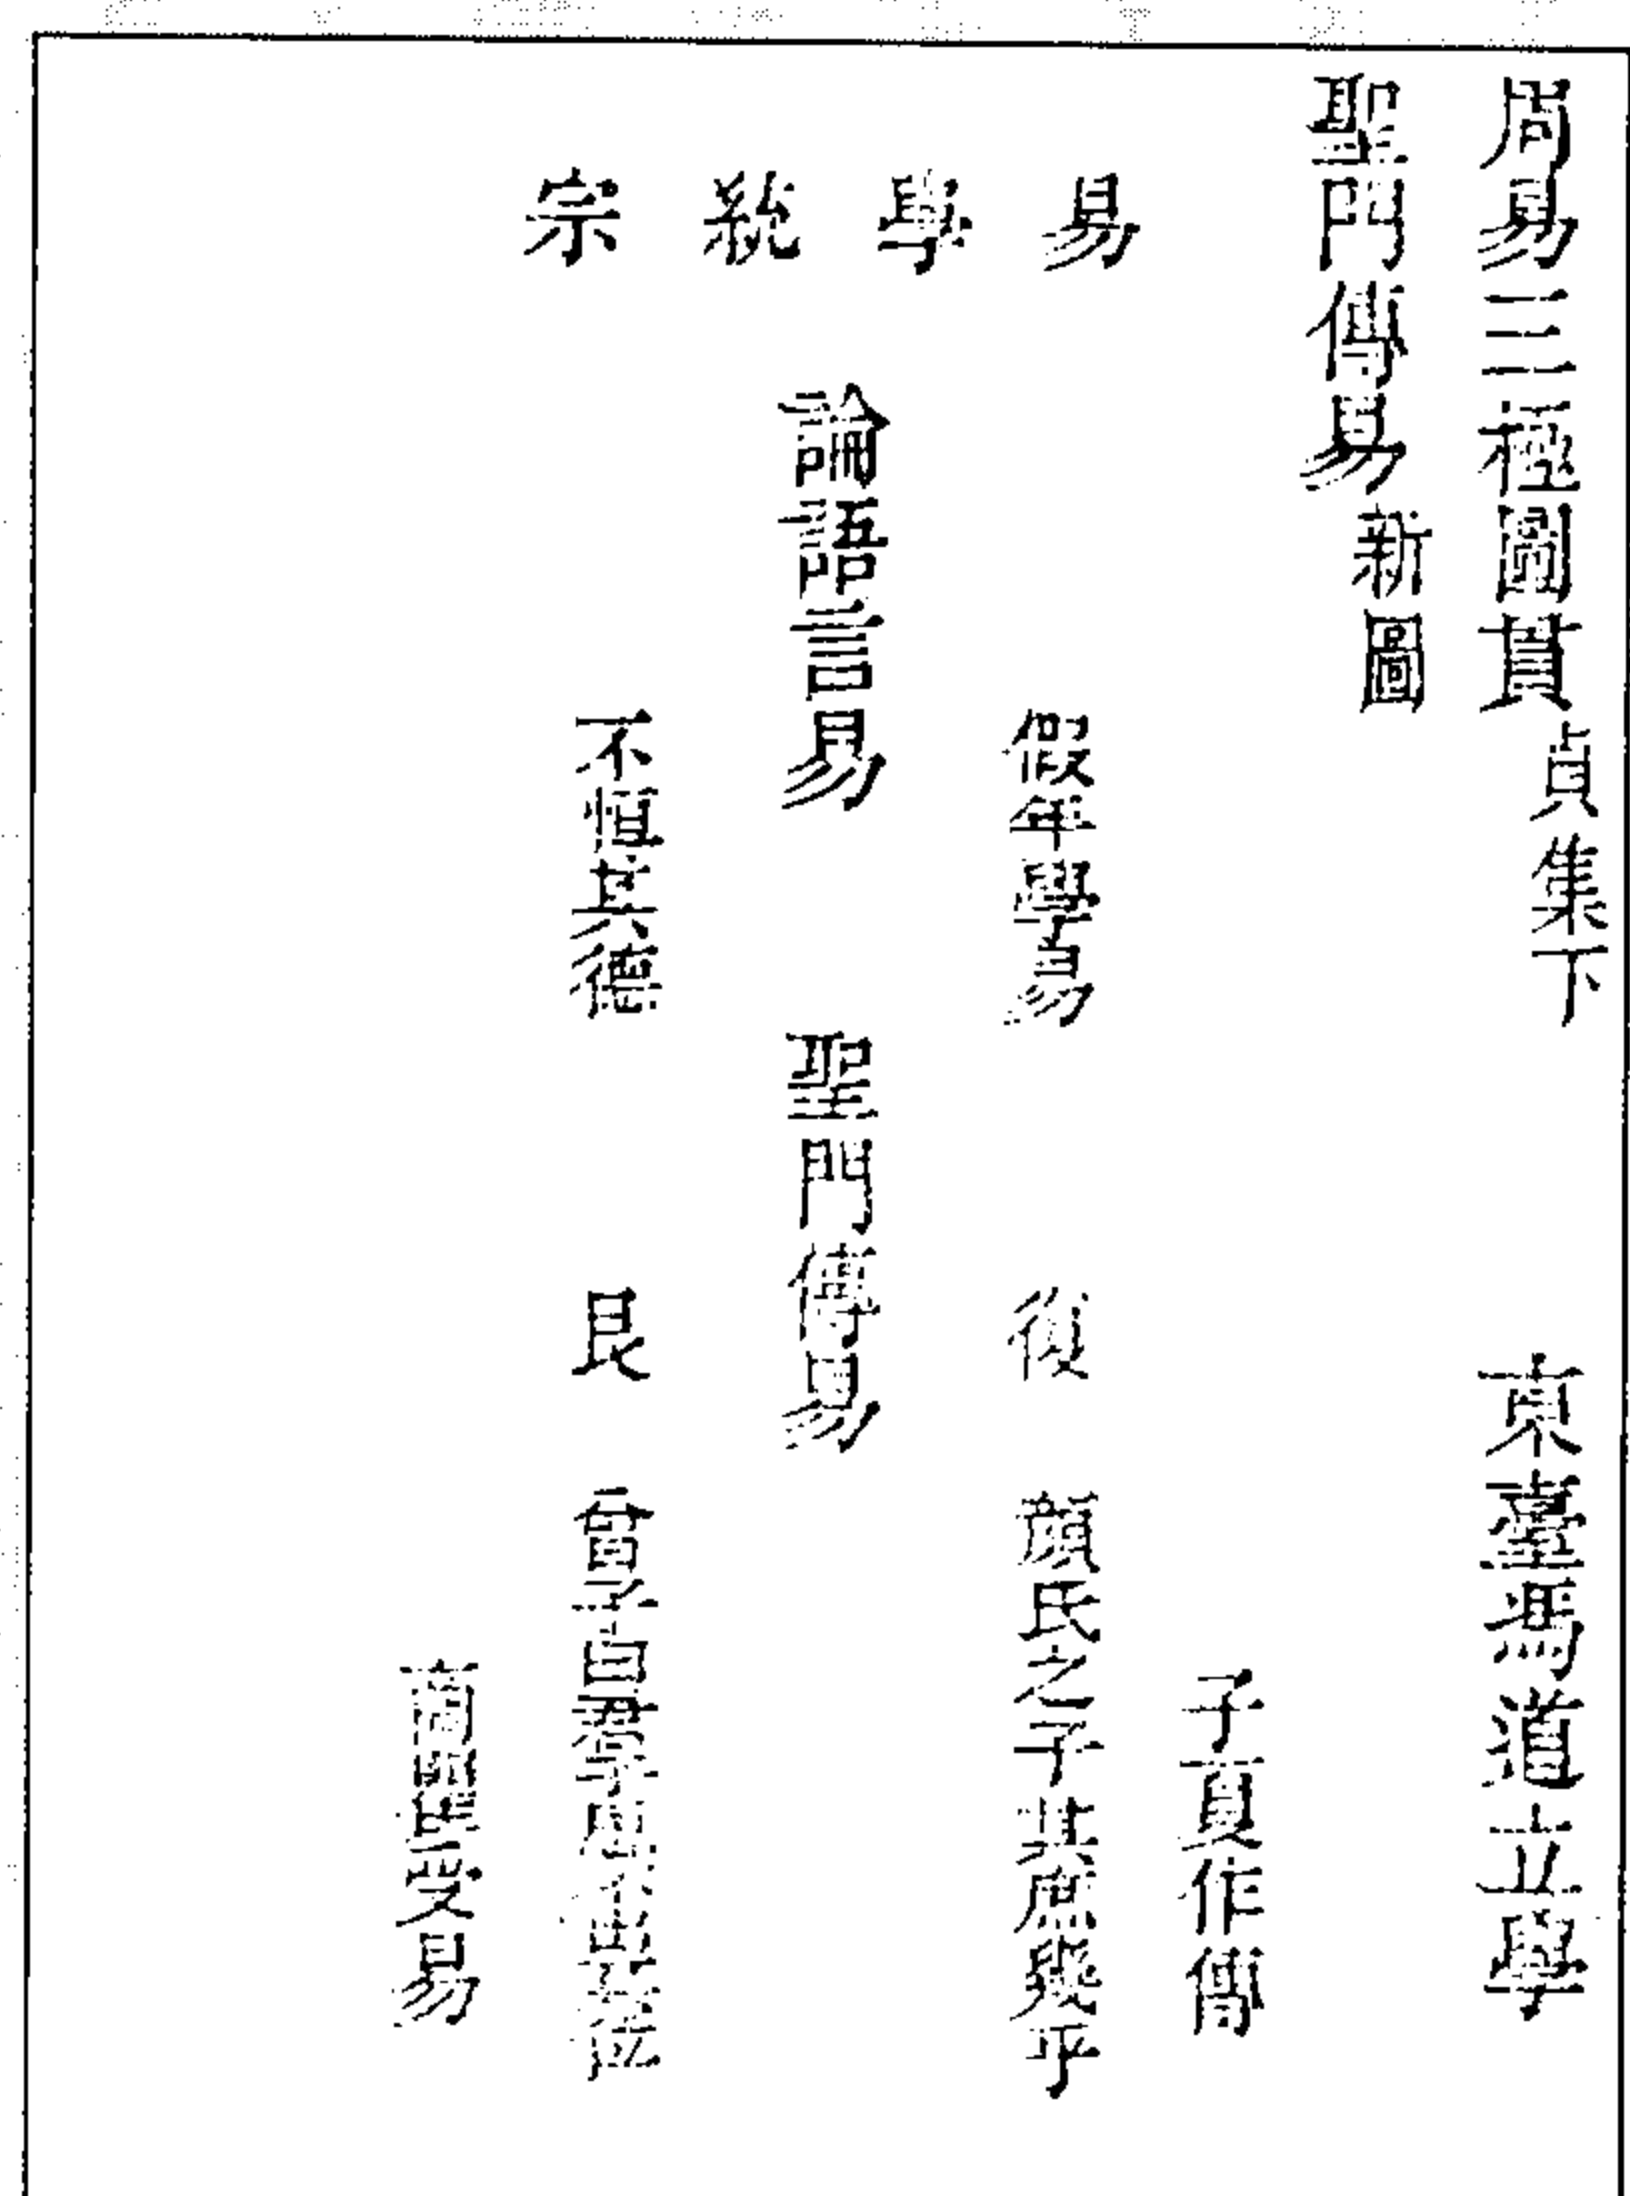 周易三極圖貫貞集下　東臺馮道立學
聖門傳易新圖
易學統宗
論語言易
假年學易
不恒其德
聖門傳易
復　顏氏之子其庶幾乎
艮　曾子曰君子思不出其位
子夏作傳
商瞿受易